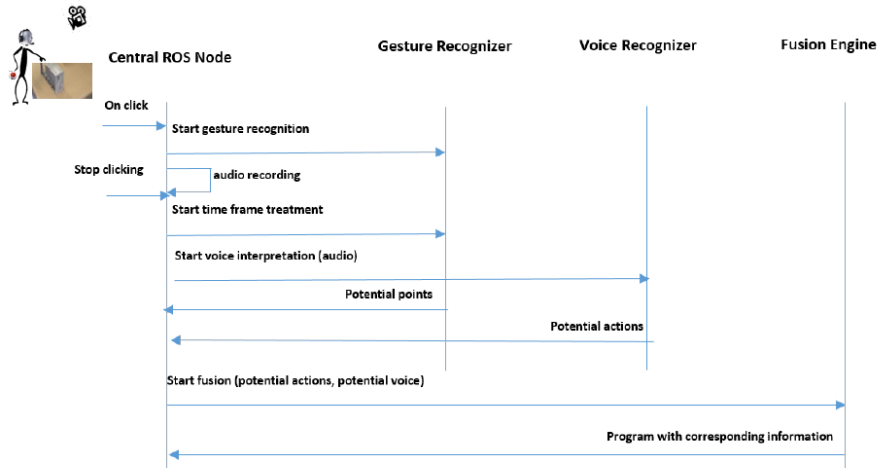 Central ROS Node
Gesture Recognizer
Voice Recognizer
Fusion Engine
On click
Start gesture recognition
Stop clicking
audio recording
Start time frame treatment
Start voice interpretation (audio)
Potential points
Potential actions
Start fusion (potential actions, potential voice)
Program with corresponding information